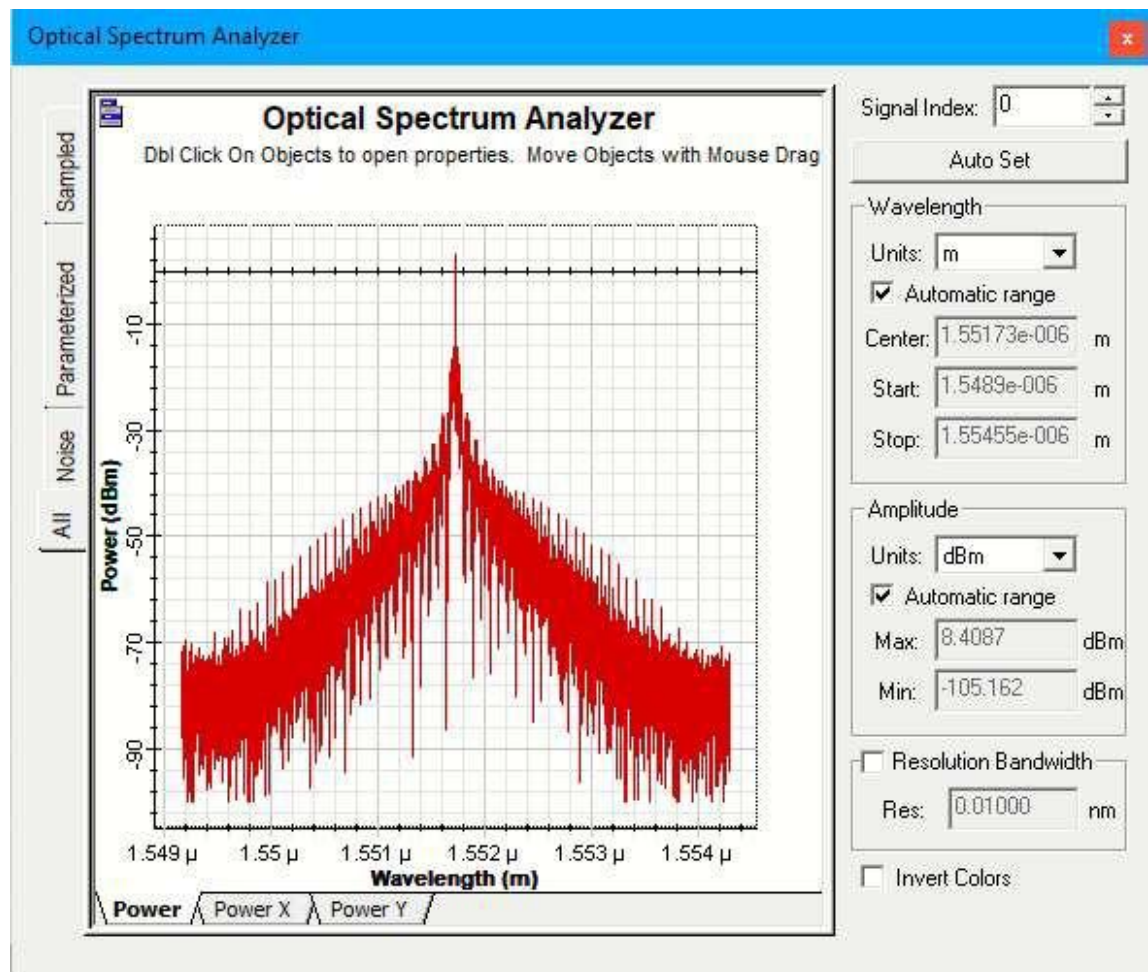 Optical Spectrum Analyzer
x
Sampled
Parameterized
Noise
All
Optical Spectrum Analyzer
Dbl Click On Objects to open properties. Move Objects with Mouse Drag
Power (dBm)
-10
-30
-50
-70
-90
1.549 µ 1.55 µ 1.551 µ 1.552 µ 1.553 µ 1.554 µ
Wavelength (m)
Power Power X Power Y
Signal Index: 0
Auto Set
Wavelength
Units: m
Automatic range
Center: 1.55173e-006 m
Start: 1.5489e-006 m
Stop: 1.55455e-006 m
Amplitude
Units: dBm
Automatic range
Max: 8.4087 dBm
Min: -105.162 dBm
Resolution Bandwidth
Res: 0.01000 nm
Invert Colors